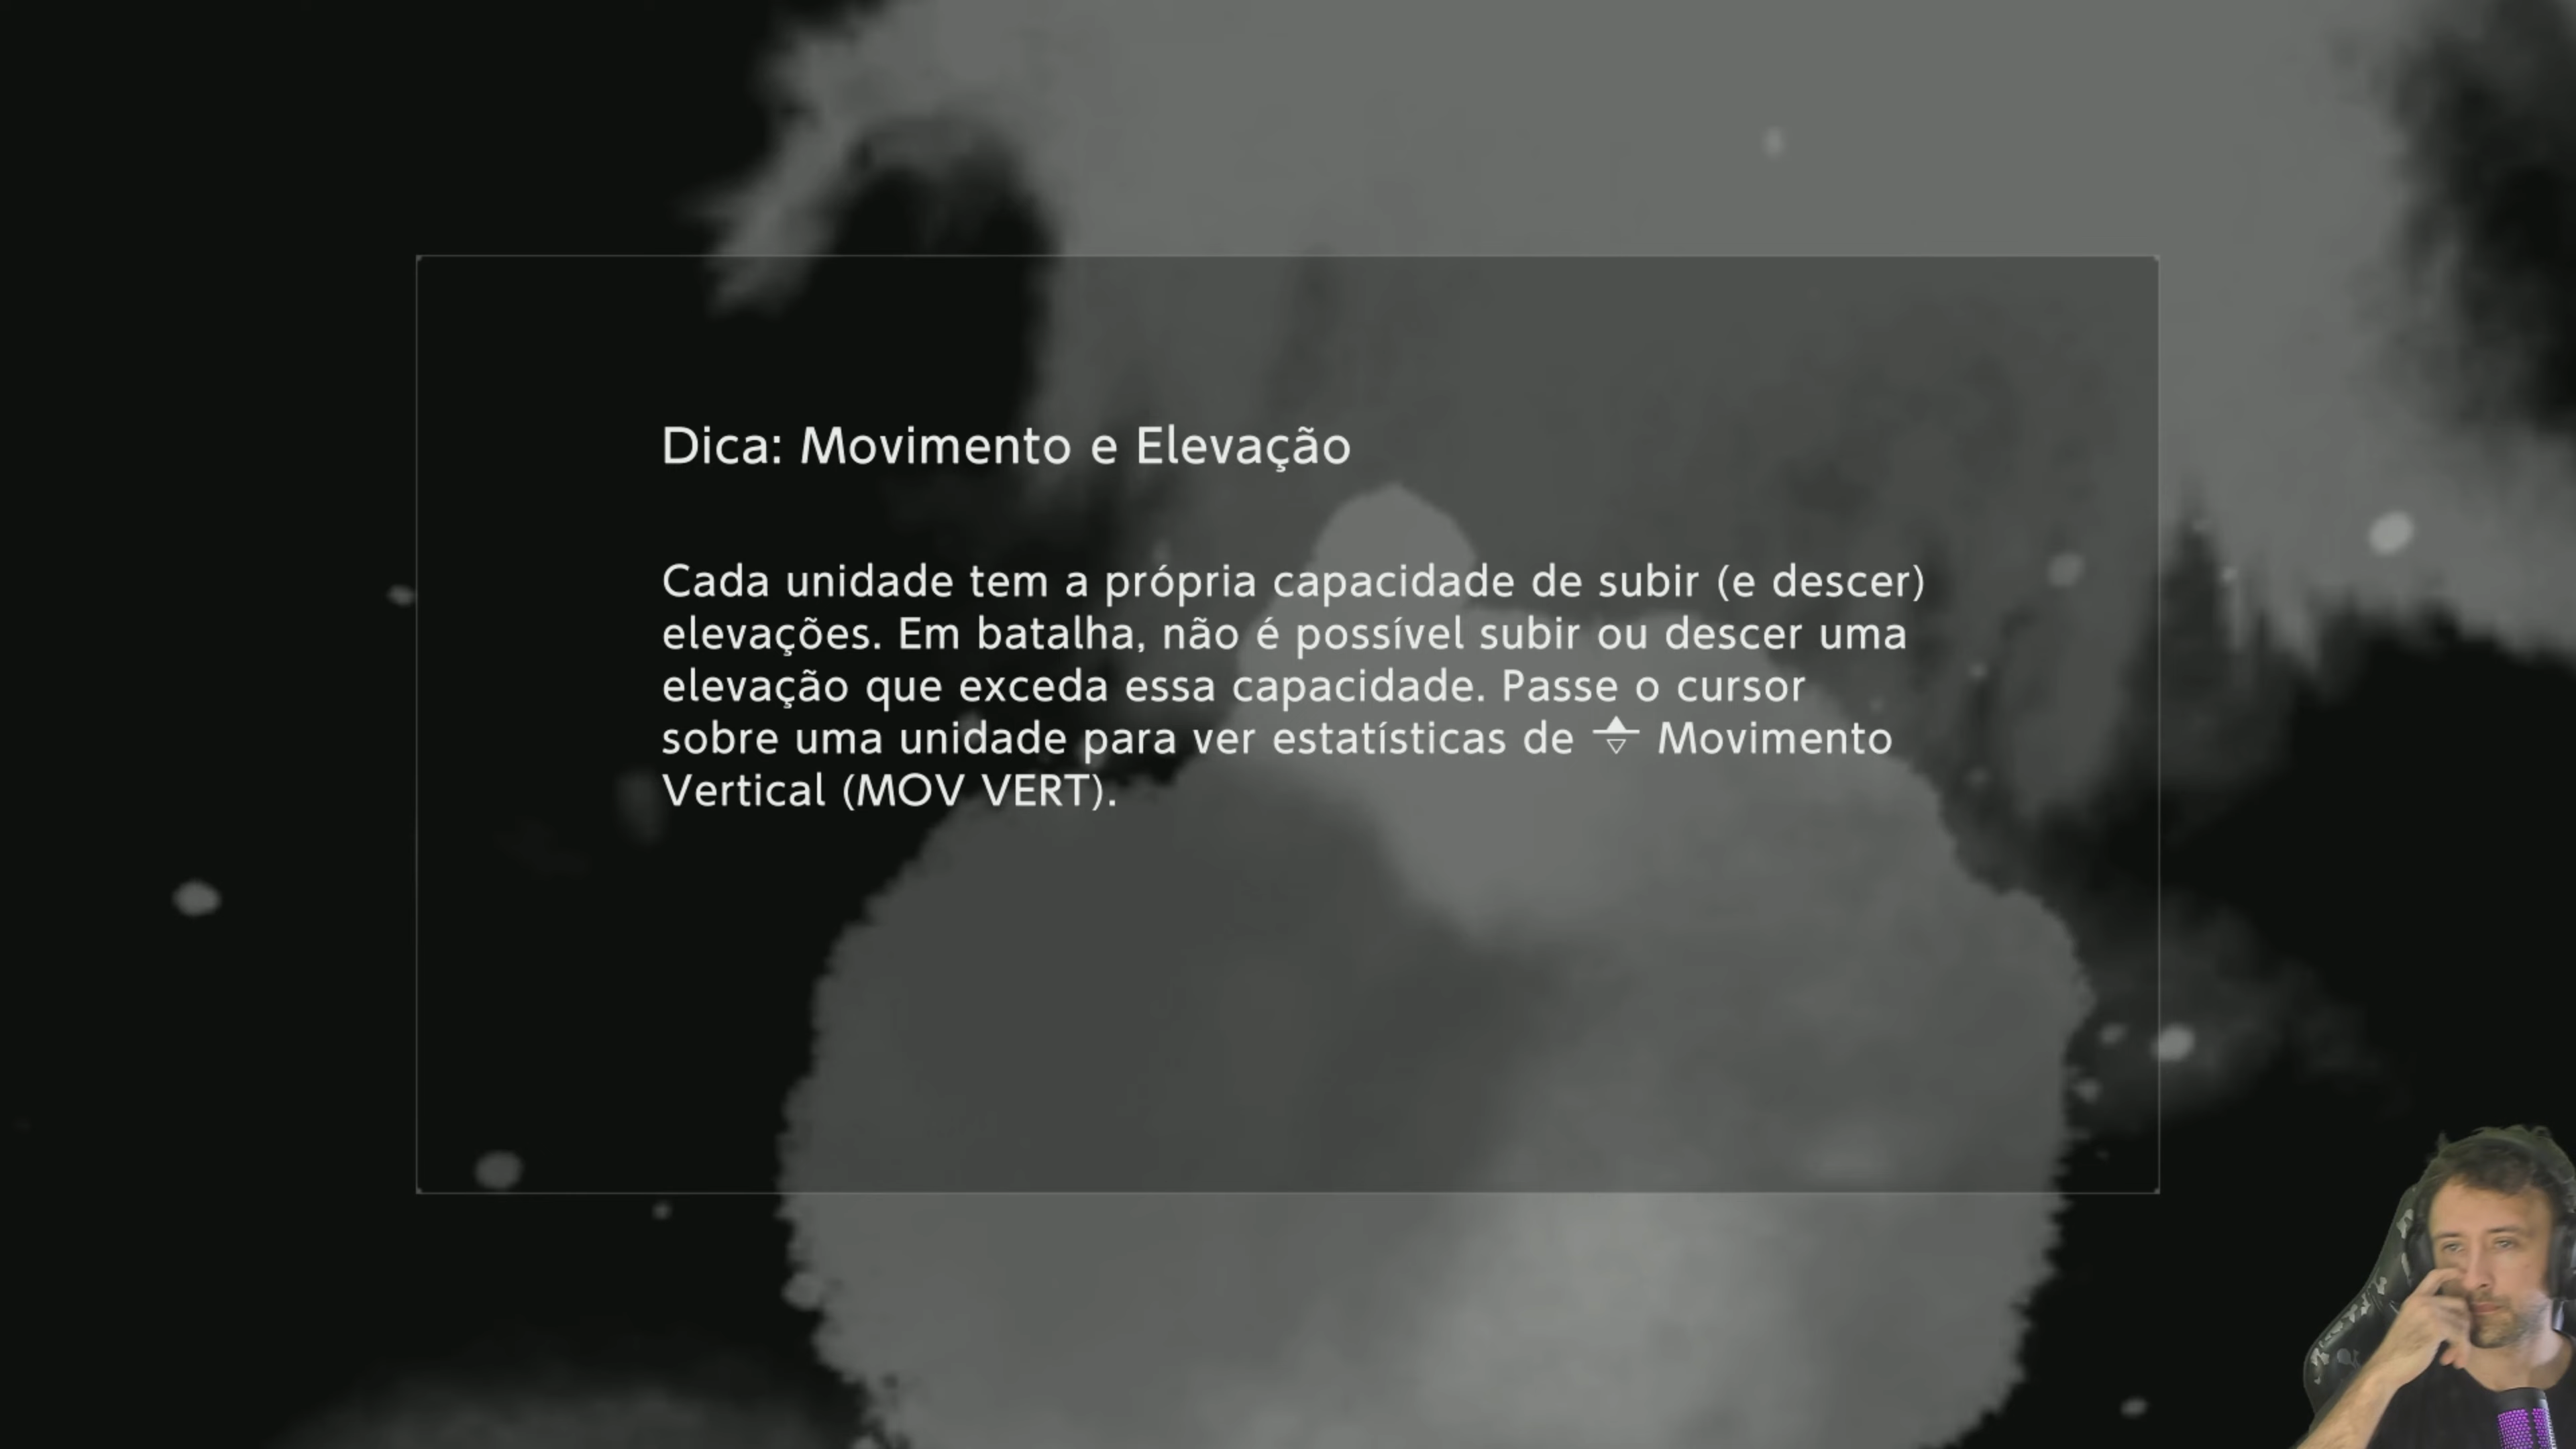 Dica: Movimento e Elevação
Cada unidade tem a própria capacidade de subir (e descer)
elevações. Em batalha, não é possível subir ou descer uma
elevação que exceda essa capacidade. Passe o cursor
sobre uma unidade para ver estatísticas de Movimento
Vertical (MOV VERT).